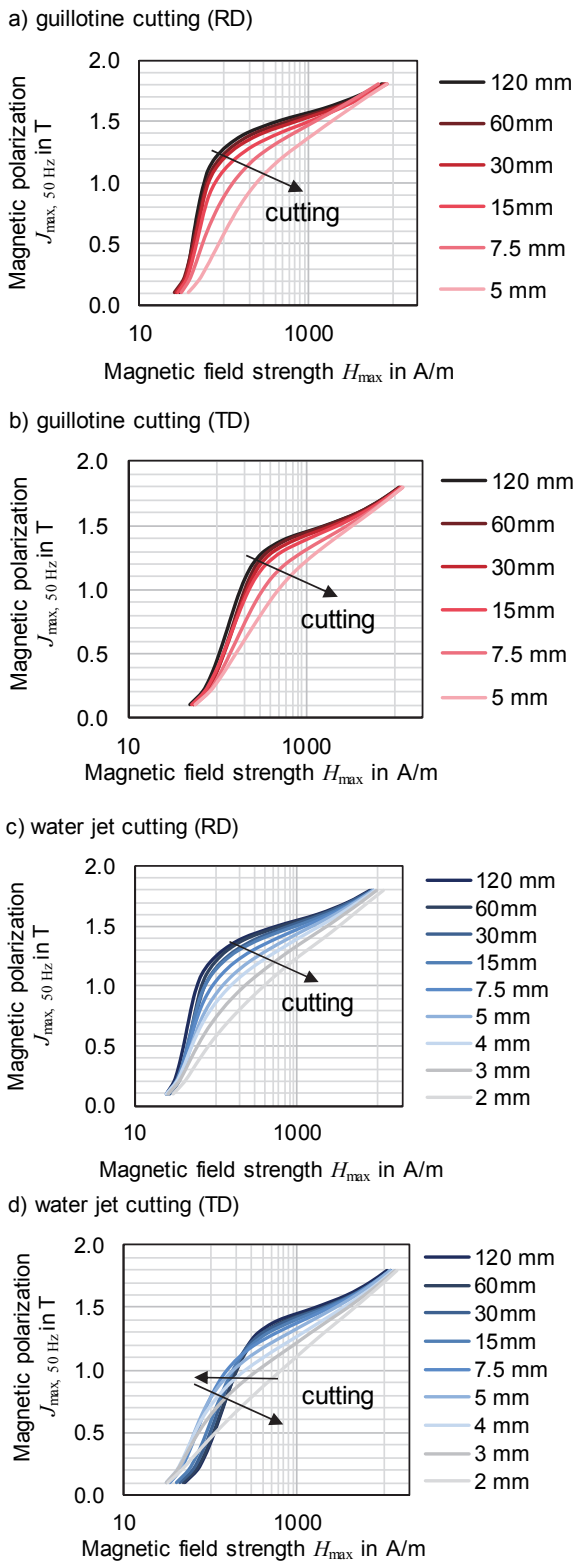 a) guillotine cutting (RD)
Magnetic polarization
Jmax, 50 Hz in T
2.0
1.5
1.0
0.5
0.0
10
1000
Magnetic field strength Hmax in A/m
cutting
120 mm
60mm
30mm
15mm
7.5 mm
5 mm
b) guillotine cutting (TD)
Magnetic polarization
Jmax, 50 Hz in T
2.0
1.5
1.0
0.5
0.0
10
1000
Magnetic field strength Hmax in A/m
cutting
120 mm
60mm
30mm
15mm
7.5 mm
5 mm
c) water jet cutting (RD)
Magnetic polarization
Jmax, 50 Hz in T
2.0
1.5
1.0
0.5
0.0
10
1000
Magnetic field strength Hmax in A/m
cutting
120 mm
60mm
30mm
15mm
7.5 mm
5 mm
4 mm
3 mm
2 mm
d) water jet cutting (TD)
Magnetic polarization
Jmax, 50 Hz in T
2.0
1.5
1.0
0.5
0.0
10
1000
Magnetic field strength Hmax in A/m
cutting
120 mm
60mm
30mm
15mm
7.5 mm
5 mm
4 mm
3 mm
2 mm